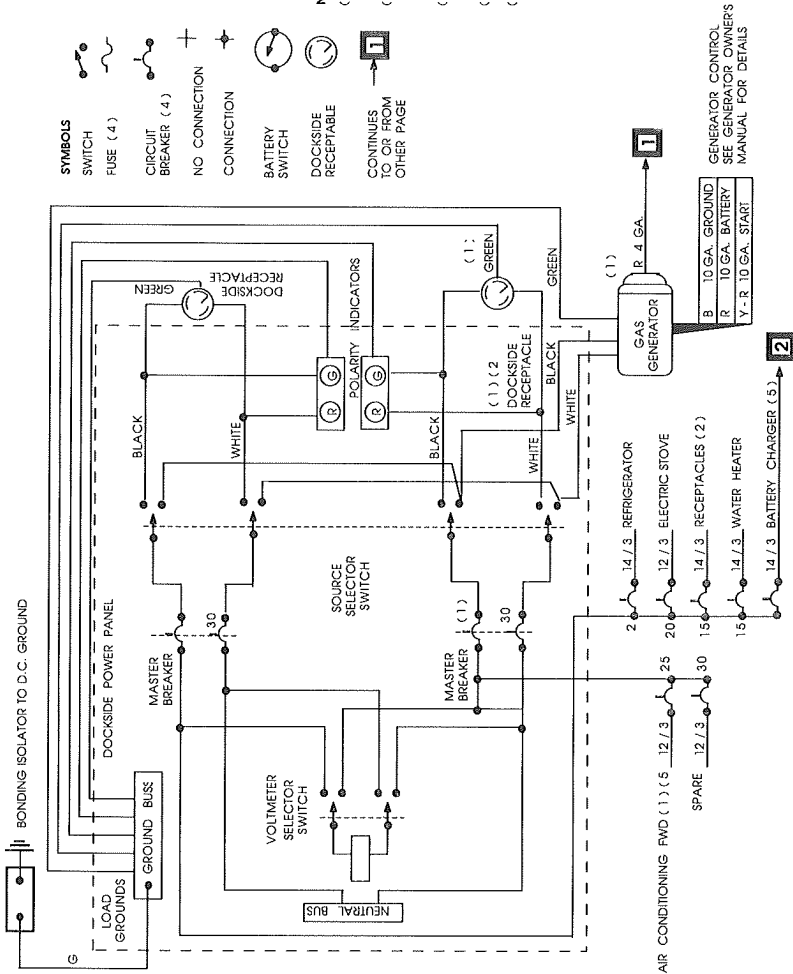 SYMBOLS
SWITCH
FUSE ( 4 )
CIRCUIT
BREAKER ( 4 )
NO CONNECTION
CONNECTION
BATTERY
SWITCH
DOCKSIDE
RECEPTABLE
CONTINUES
TO OR FROM
OTHER PAGE
1
BONDING ISOLATOR TO D.C. GROUND
G
LOAD
GROUNDS
GROUND BUSS
DOCKSIDE POWER PANEL
MASTER
BREAKER
30
VOLTMETER
SELECTOR
SWITCH
NEUTRAL BUS
SOURCE
SELECTOR
SWITCH
MASTER
BREAKER
( 1 )
30
BLACK
WHITE
GREEN
DOCKSIDE
RECEPTACLE
R
G
POLARITY INDICATORS
R
G
( 1 ) ( 2
DOCKSIDE
RECEPTACLE
BLACK
WHITE
( 1 )
GREEN
BLACK
WHITE
GREEN
( 1 )
GAS
GENERATOR
R 4 GA.
1
B 10 GA. GROUND
R 10 GA. BATTERY
Y - R 10 GA. START
GENERATOR CONTROL
SEE GENERATOR OWNER'S
MANUAL FOR DETAILS
2 14 / 3 REFRIGERATOR
20 12 / 3 ELECTRIC STOVE
15 14 / 3 RECEPTACLES ( 2 )
15 14 / 3 WATER HEATER
14 / 3 BATTERY CHARGER ( 5 )
2
AIR CONDITIONING FWD ( 1 ) ( 5 12 / 3 25
SPARE 12 / 3 30